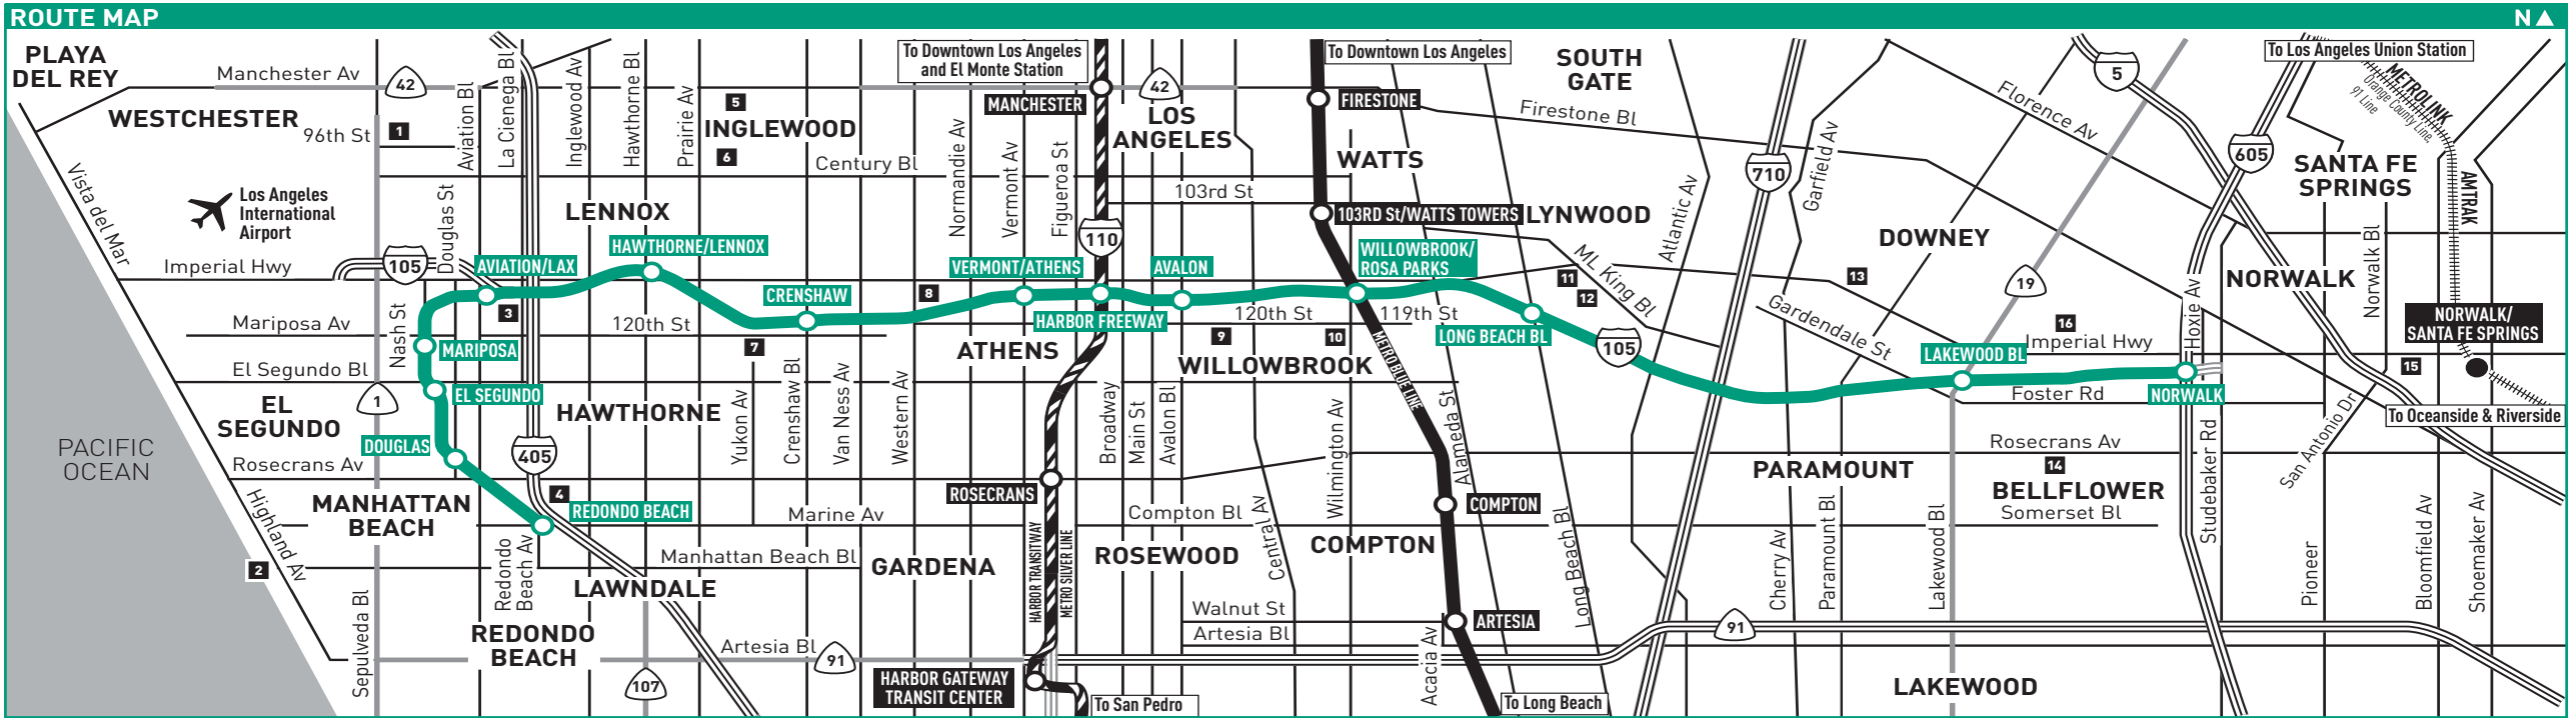 ROUTE MAP
N
PLAYA
DEL REY
Manchester Av
42
WESTCHESTER
96th St
1
Aviation Bl
La Cienega Bl
Inglewood Av
Hawthorne Bl
Prairie Av
5
INGLEWOOD
6
Century Bl
To Downtown Los Angeles
and El Monte Station
MANCHESTER
42
LOS
ANGELES
Normandie Av
Vermont Av
Figueroa St
103rd St
110
To Downtown Los Angeles
FIRESTONE
WATTS
103RD St/WATTS TOWERS
LYNWOOD
SOUTH
GATE
Firestone Bl
Atlantic Av
710
Garfield Av
Florence Av
5
DOWNEY
19
605
To Los Angeles Union Station
METROLINK
Orange County Line,
91 Line
AMTRAK
SANTA FE
SPRINGS
NORWALK
Norwalk Bl
NORWALK/
SANTA FE SPRINGS
15
To Oceanside & Riverside
Vista del Mar
Los Angeles
International
Airport
Imperial Hwy
105
Douglas St
LENNOX
AVIATION/LAX
HAWTHORNE/LENNOX
3
CRENSHAW
8
VERMONT/ATHENS
AVALON
HARBOR FREEWAY
WILLOWBROOK/
ROSA PARKS
120th St
119th St
9
10
WILLOWBROOK
LONG BEACH BL
11
12
ML King Bl
105
13
Gardendale St
LAKEWOOD BL
16
Imperial Hwy
Hoxie Av
Foster Rd
NORWALK
Mariposa Av
Nash St
MARIPOSA
120th St
7
ATHENS
El Segundo Bl
1
EL SEGUNDO
EL
SEGUNDO
HAWTHORNE
DOUGLAS
405
Yukon Av
Crenshaw Bl
Van Ness Av
Western Av
Broadway
Main St
Avalon Bl
Wilmington Av
METRO BLUE LINE
Alameda St
PACIFIC
OCEAN
Rosecrans Av
Highland Av
MANHATTAN
BEACH
4
REDONDO BEACH
Marine Av
ROSECRANS
Compton Bl
Central Av
COMPTON
COMPTON
Long Beach Bl
PARAMOUNT
Rosecrans Av
14
BELLFLOWER
Somerset Bl
Studebaker Rd
San Antonio Dr
2
Redondo
Beach Av
Manhattan Beach Bl
LAWNDALE
GARDENA
HARBOR TRANSITWAY
METRO SILVER LINE
ROSEWOOD
Cherry Av
Paramount Bl
Lakewood Bl
Pioneer
Bloomfield Av
Shoemaker Av
Sepulveda Bl
REDONDO
BEACH
107
Artesia Bl
91
HARBOR GATEWAY
TRANSIT CENTER
To San Pedro
Walnut St
Artesia Bl
Acacia Av
ARTESIA
To Long Beach
91
LAKEWOOD